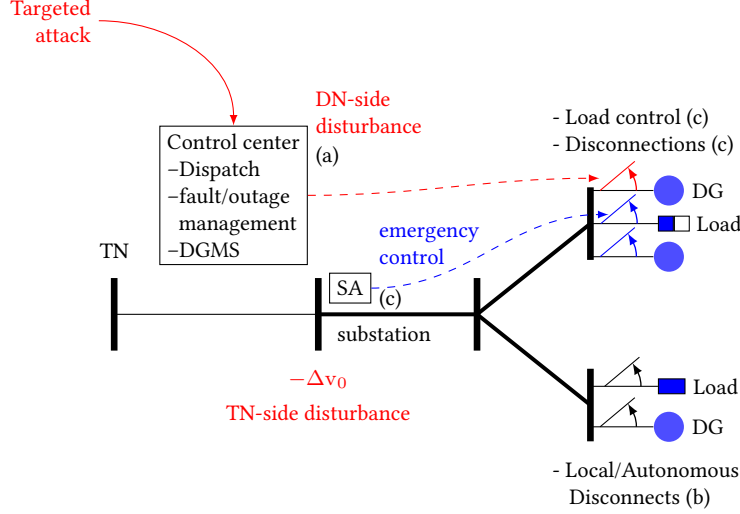 Targeted
attack
DN-side
disturbance
(a)
Control center
–Dispatch
–fault/outage
management
–DGMS
- Load control (c)
- Disconnections (c)
DG
Load
emergency
control
TN
SA
(c)
substation
−Δv₀
TN-side disturbance
Load
DG
- Local/Autonomous
Disconnects (b)